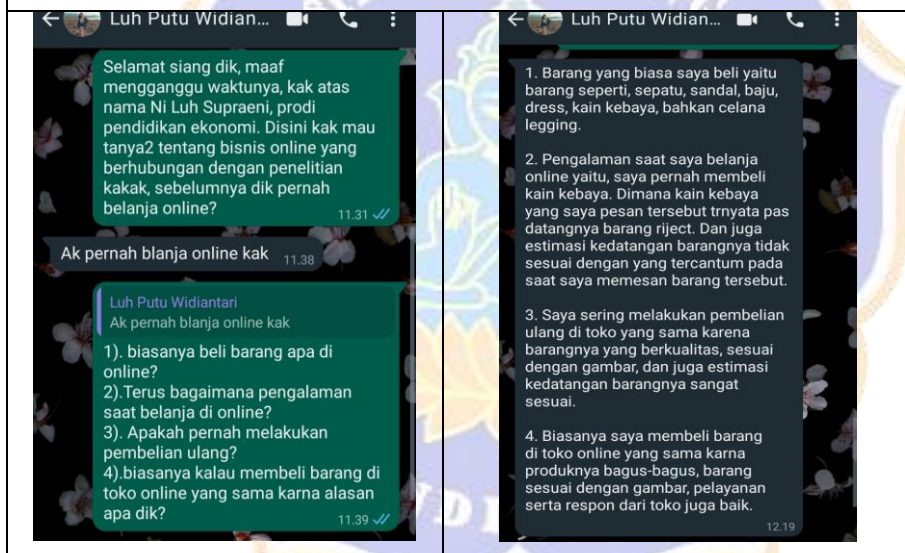 Luh Putu Widian...
Selamat siang dik, maaf
mengganggu waktunya, kak atas
nama Ni Luh Supraeni, prodi
pendidikan ekonomi. Disini kak mau
tanya2 tentang bisnis online yang
berhubungan dengan penelitian
kakak, sebelumnya dik pernah
belanja online?
11.31
Ak pernah blanja online kak 11.38
Luh Putu Widiantari
Ak pernah blanja online kak
1). biasanya beli barang apa di
online?
2).Terus bagaimana pengalaman
saat belanja di online?
3). Apakah pernah melakukan
pembelian ulang?
4).biasanya kalau membeli barang di
toko online yang sama karna alasan
apa dik?
11.39
Luh Putu Widian...
1. Barang yang biasa saya beli yaitu
barang seperti, sepatu, sandal, baju,
dress, kain kebaya, bahkan celana
legging.
2. Pengalaman saat saya belanja
online yaitu, saya pernah membeli
kain kebaya. Dimana kain kebaya
yang saya pesan tersebut trnyata pas
datangnya barang riject. Dan juga
estimasi kedatangan barangnya tidak
sesuai dengan yang tercantum pada
saat saya memesan barang tersebut.
3. Saya sering melakukan pembelian
ulang di toko yang sama karena
barangnya yang berkualitas, sesuai
dengan gambar, dan juga estimasi
kedatangan barangnya sangat
sesuai.
4. Biasanya saya membeli barang
di toko online yang sama karna
produknya bagus-bagus, barang
sesuai dengan gambar, pelayanan
serta respon dari toko juga baik.
12.19